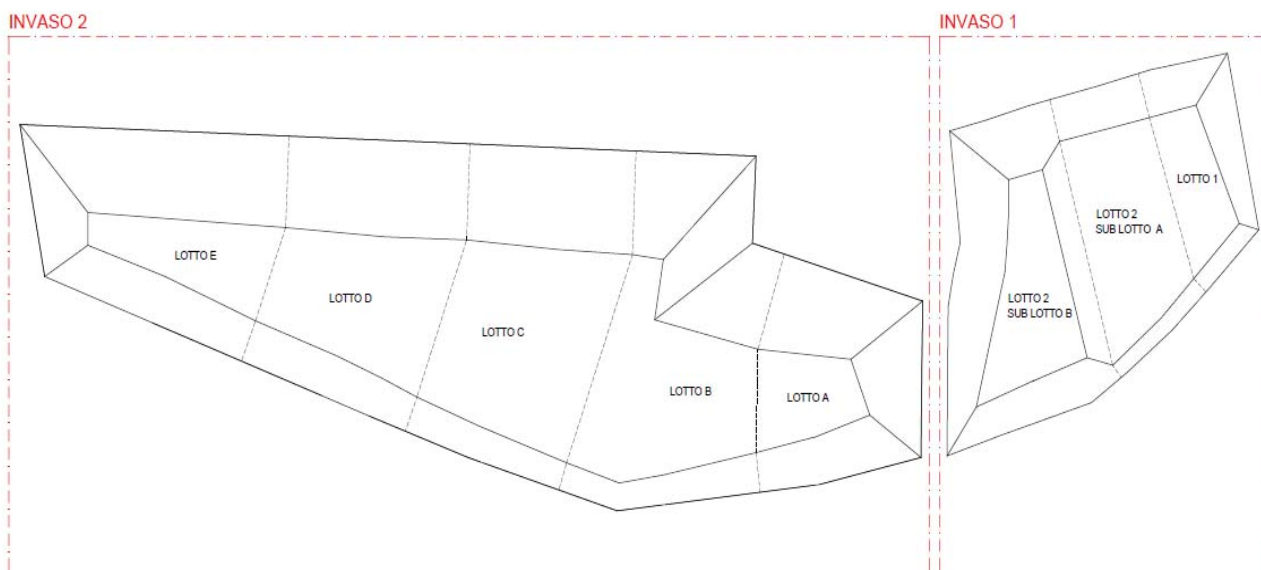 INVASO 2
INVASO 1
LOTTO E
LOTTO D
LOTTO C
LOTTO B
LOTTO A
LOTTO 1
LOTTO 2
SUB LOTTO A
LOTTO 2
SUB LOTTO B